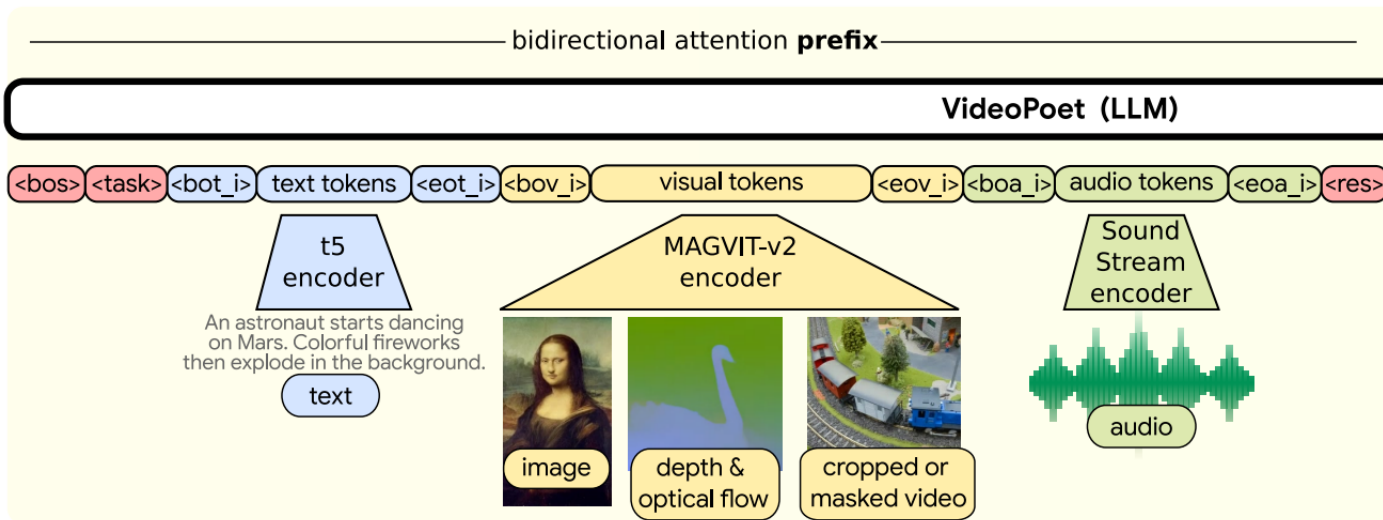 bidirectional attention prefix
VideoPoet (LLM)
<bos> <task> <bot_i> text tokens <eot_i> <bov_i> visual tokens <eov_i> <boa_i> audio tokens <eoa_i> <res>
t5
encoder
MAGVIT-v2
encoder
Sound
Stream
encoder
An astronaut starts dancing
on Mars. Colorful fireworks
then explode in the background.
text
image
depth &
optical flow
cropped or
masked video
audio